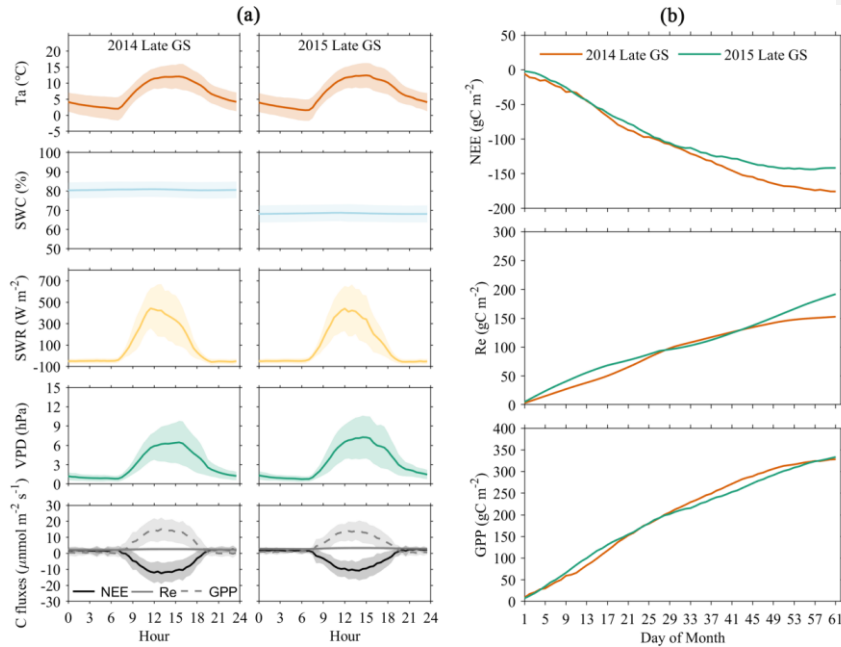 (a)
2014 Late GS
2015 Late GS
Ta (°C)
20
15
10
5
0
-5
SWC (%)
100
90
80
70
60
50
SWR (W m-2)
700
500
300
100
-100
VPD (hPa)
15
12
9
6
3
0
C fluxes (μmmol m-2 s-1)
30
20
10
0
-10
-20
-30
NEE Re GPP
0 3 6 9 12 15 18 21 24
0 3 6 9 12 15 18 21 24
Hour
Hour
(b)
2014 Late GS 2015 Late GS
NEE (gC m-2)
50
0
-50
-100
-150
-200
Re (gC m-2)
300
250
200
150
100
50
0
GPP (gC m-2)
400
350
300
250
200
150
100
50
0
1 5 9 13 17 21 25 29 33 37 41 45 49 53 57 61
Day of Month